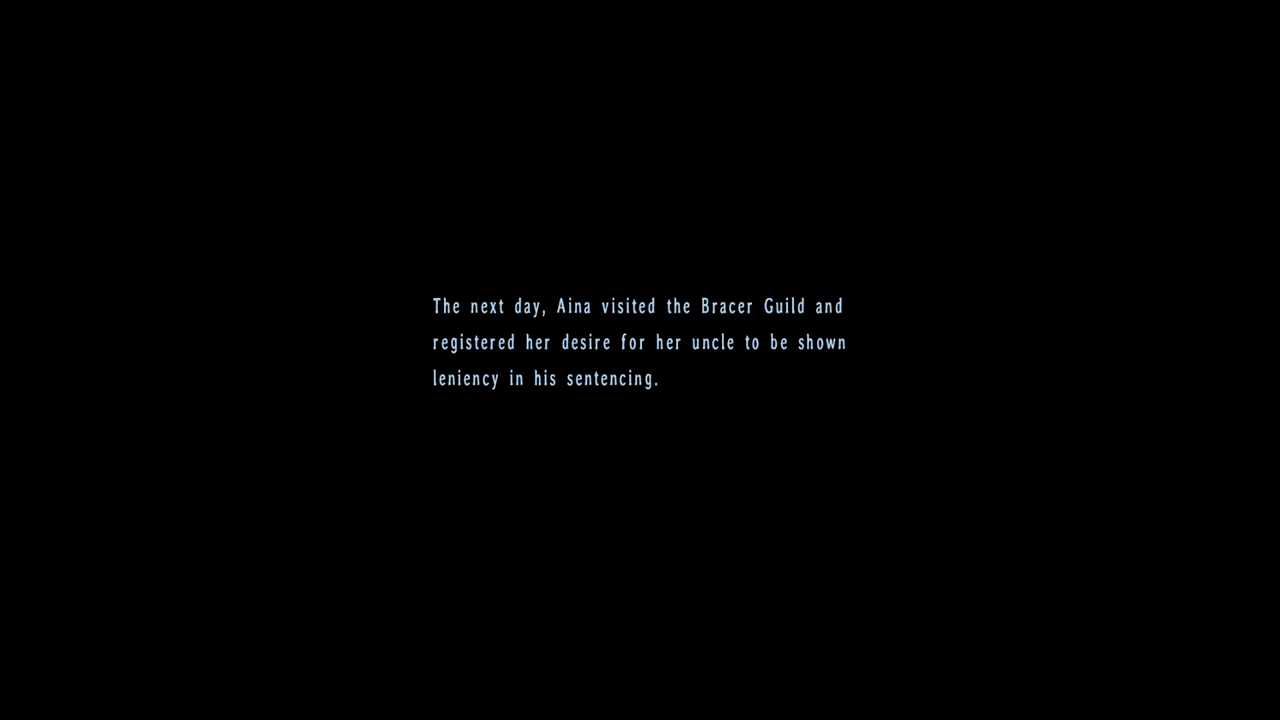 The next day, Aina visited the Bracer Guild and
registered her desire for her uncle to be shown
leniency in his sentencing.